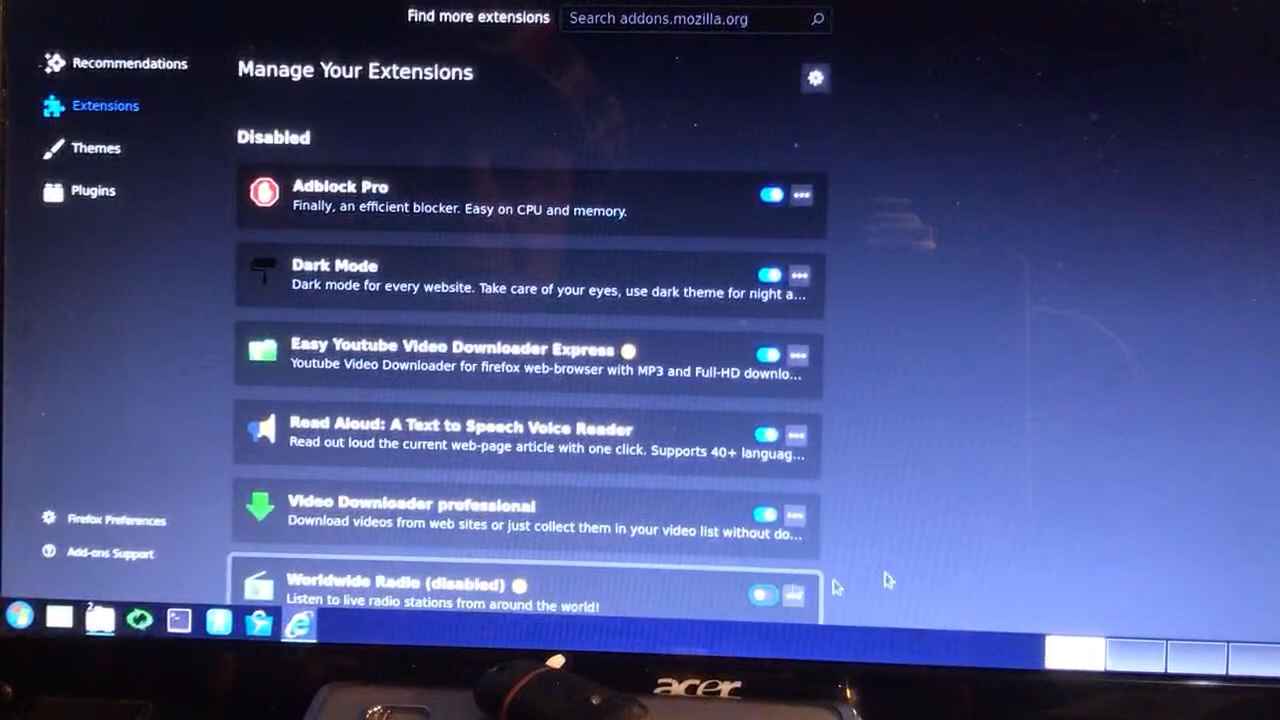 Find more extensions
Search addons.mozilla.org
Recommendations
Manage Your Extensions
Extensions
Disabled
Themes
Plugins
Adblock Pro
Finally, an efficient blocker. Easy on CPU and memory.
Dark Mode
Dark mode for every website. Take care of your eyes, use dark theme for night a...
Easy Youtube Video Downloader Express
Youtube Video Downloader for firefox web-browser with MP3 and Full-HD downlo...
Read Aloud: A Text to Speech Voice Reader
Read out loud the current web-page article with one click. Supports 40+ languag...
Video Downloader professional
Download videos from web sites or just collect them in your video list without do...
Firefox Preferences
Add-ons Support
Worldwide Radio (disabled)
Listen to live radio stations from around the world!
2
acer